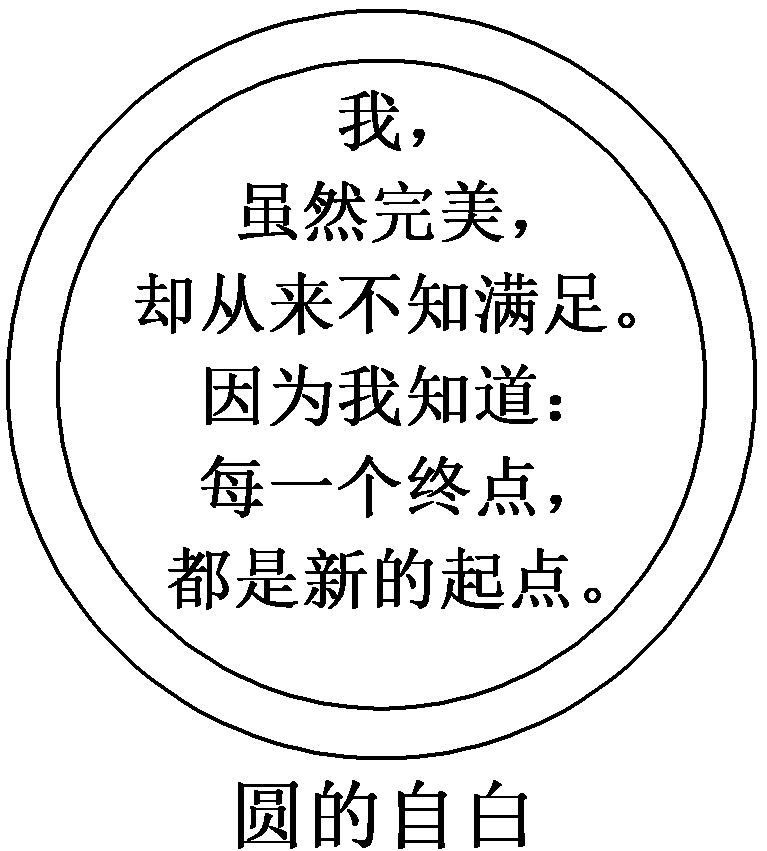 我，
虽然完美，
却从来不知满足。
因为我知道：
每一个终点，
都是新的起点。
圆的自白